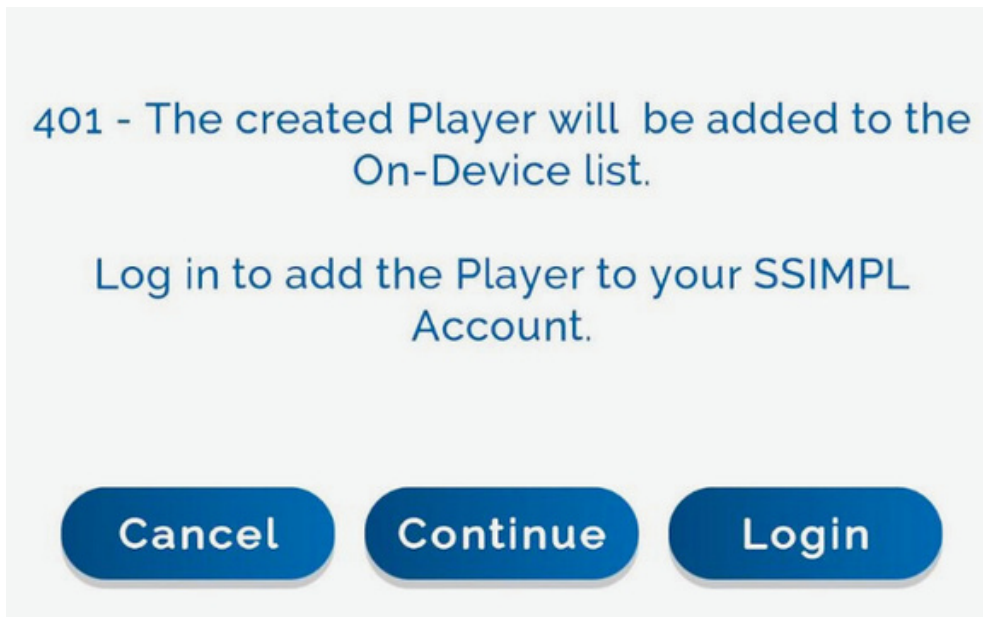 401 - The created Player will  be added to the
On-Device list.
Log in to add the Player to your SSIMPL
Account.
Cancel Continue Login